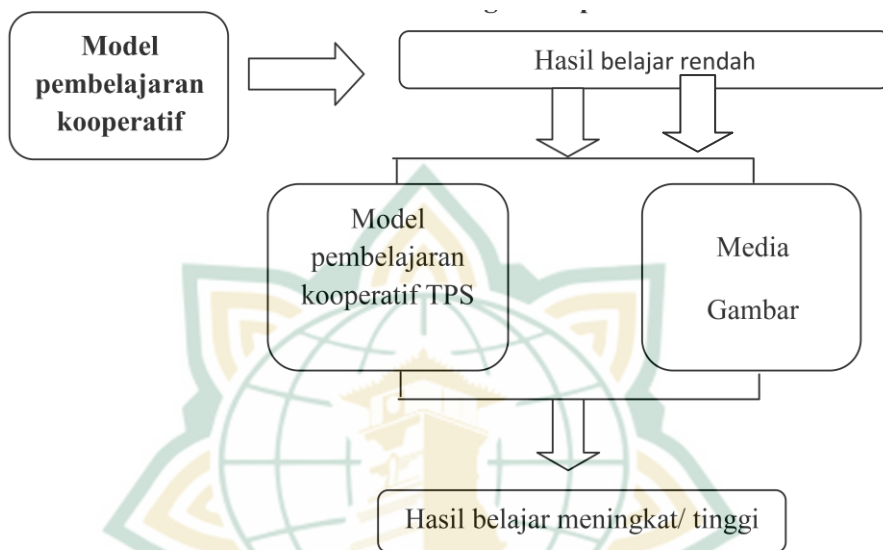 Model
pembelajaran
kooperatif
Hasil belajar rendah
Model
pembelajaran
kooperatif TPS
Media
Gambar
Hasil belajar meningkat/ tinggi